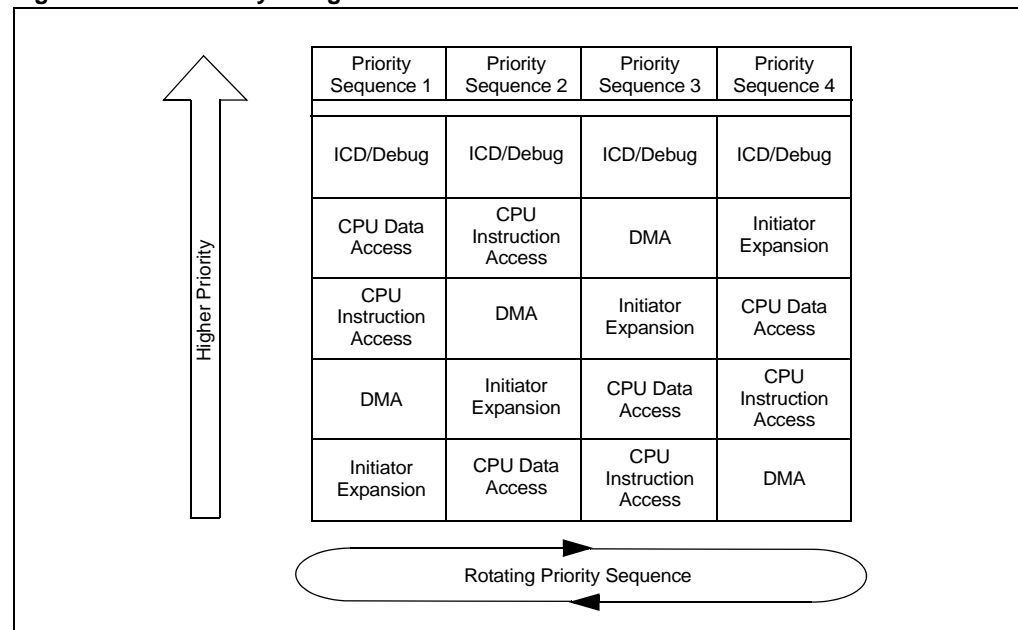 Priority Sequence 1
Priority Sequence 2
Priority Sequence 3
Priority Sequence 4
ICD/Debug
ICD/Debug
ICD/Debug
ICD/Debug
CPU Data Access
CPU Instruction Access
DMA
Initiator Expansion
CPU Instruction Access
DMA
Initiator Expansion
CPU Data Access
DMA
Initiator Expansion
CPU Data Access
CPU Instruction Access
Initiator Expansion
CPU Data Access
CPU Instruction Access
DMA
Higher Priority
Rotating Priority Sequence